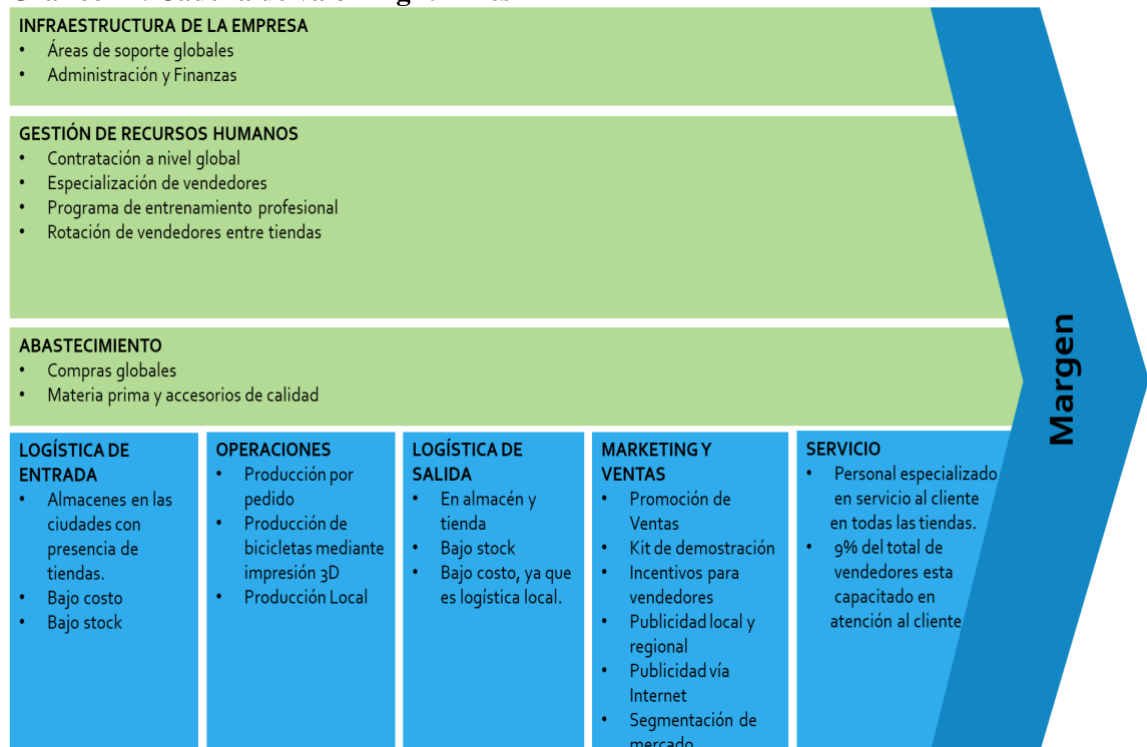 INFRAESTRUCTURA DE LA EMPRESA
• Áreas de soporte globales
• Administración y Finanzas
GESTIÓN DE RECURSOS HUMANOS
• Contratación a nivel global
• Especialización de vendedores
• Programa de entrenamiento profesional
• Rotación de vendedores entre tiendas
ABASTECIMIENTO
• Compras globales
• Materia prima y accesorios de calidad
Margen
LOGÍSTICA DE
ENTRADA
• Almacenes en las
ciudades con
presencia de
tiendas.
• Bajo costo
• Bajo stock
OPERACIONES
• Producción por
pedido
• Producción de
bicicletas mediante
impresión 3D
• Producción Local
LOGÍSTICA DE
SALIDA
• En almacén y
tienda
• Bajo stock
• Bajo costo, ya que
es logística local.
MARKETING Y
VENTAS
• Promoción de
Ventas
• Kit de demostración
• Incentivos para
vendedores
• Publicidad local y
regional
• Publicidad vía
Internet
• Segmentación de
mercado
SERVICIO
• Personal especializado
en servicio al cliente
en todas las tiendas.
• 9% del total de
vendedores esta
capacitado en
atención al cliente